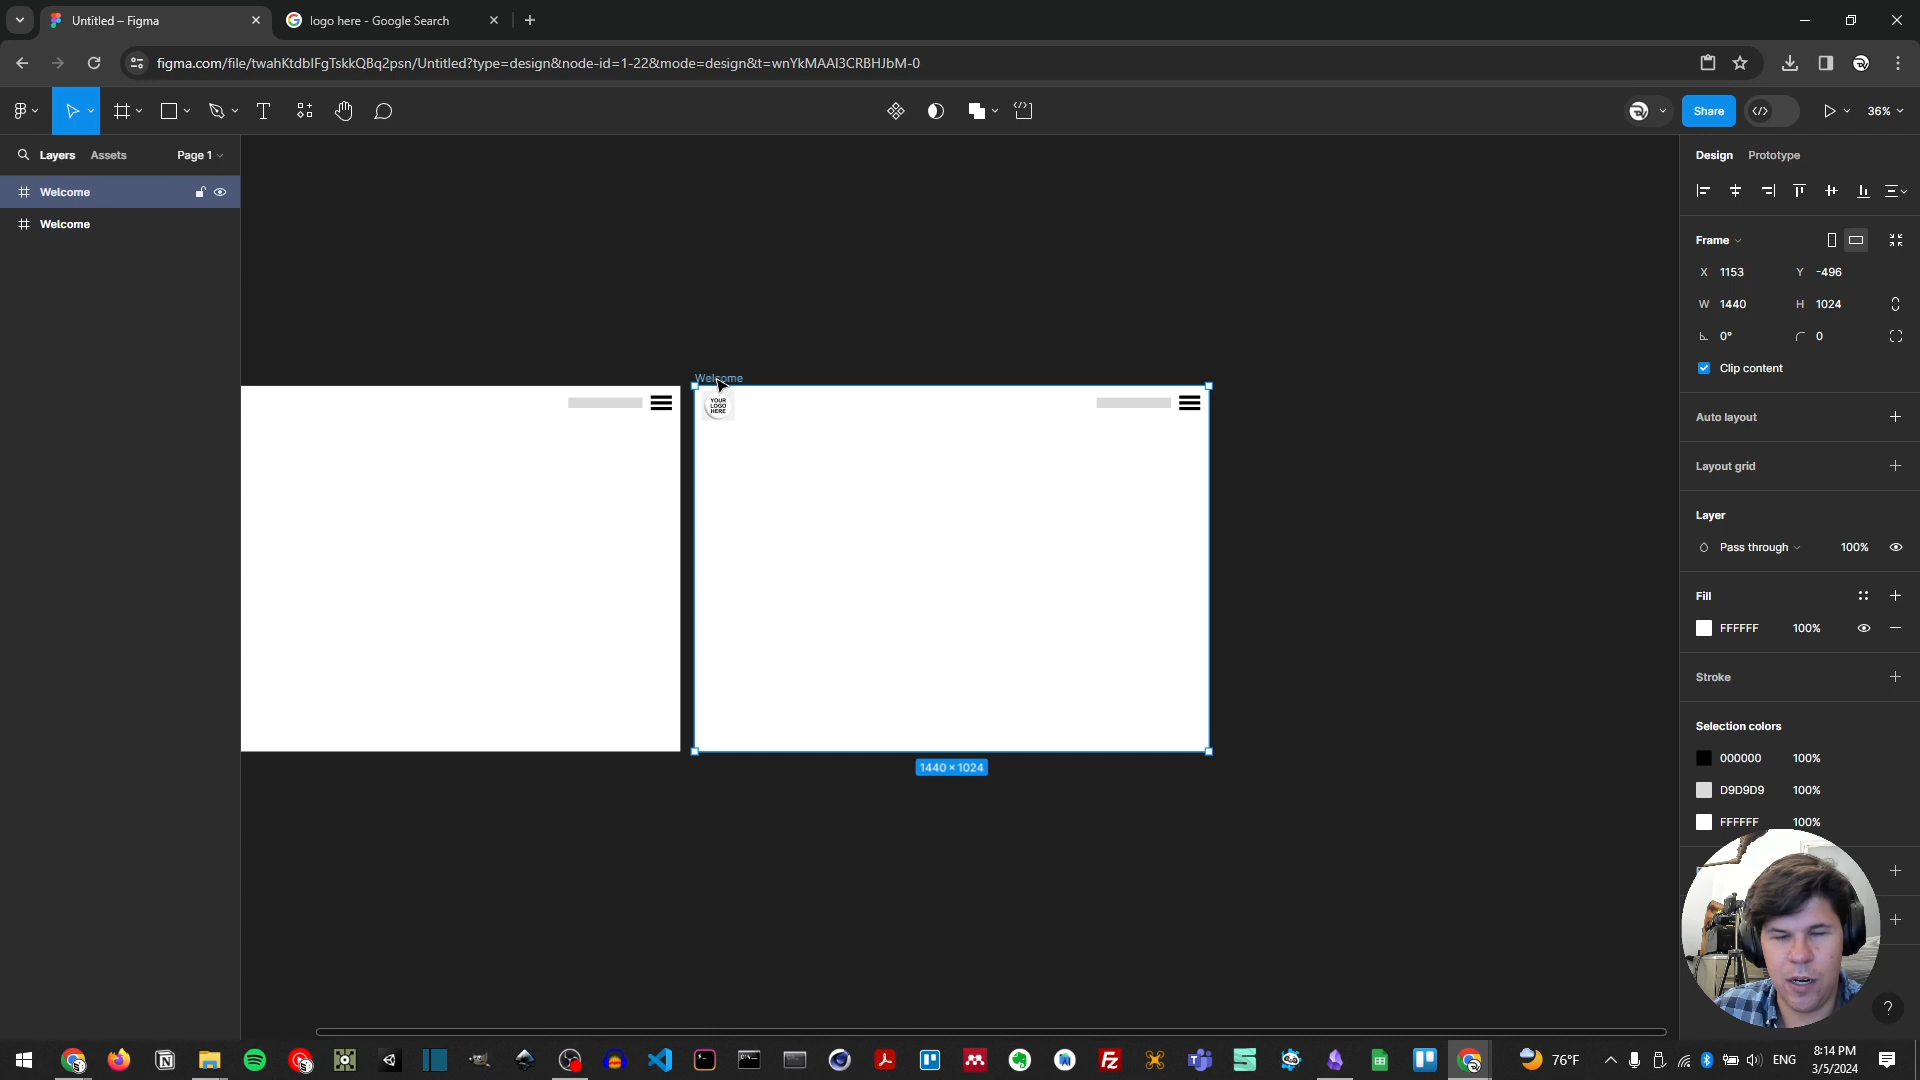 Untitled – Figma
logo here - Google Search
figma.com/file/twahKtdbIFgTskkQBq2psn/Untitled?type=design&node-id=1-22&mode=design&t=wnYkMAAI3CRBHJbM-0
Share
36%
Layers
Assets
Page 1
Design
Prototype
Welcome
Welcome
Frame
X 1153
Y -496
W 1440
H 1024
0°
0
Clip content
Welcome
YOUR
LOGO
HERE
Auto layout
Layout grid
Layer
Pass through
100%
Fill
FFFFFF 100%
Stroke
Selection colors
000000 100%
D9D9D9 100%
FFFFFF 100%
1440 × 1024
?
76°F
ENG
8:14 PM
3/5/2024